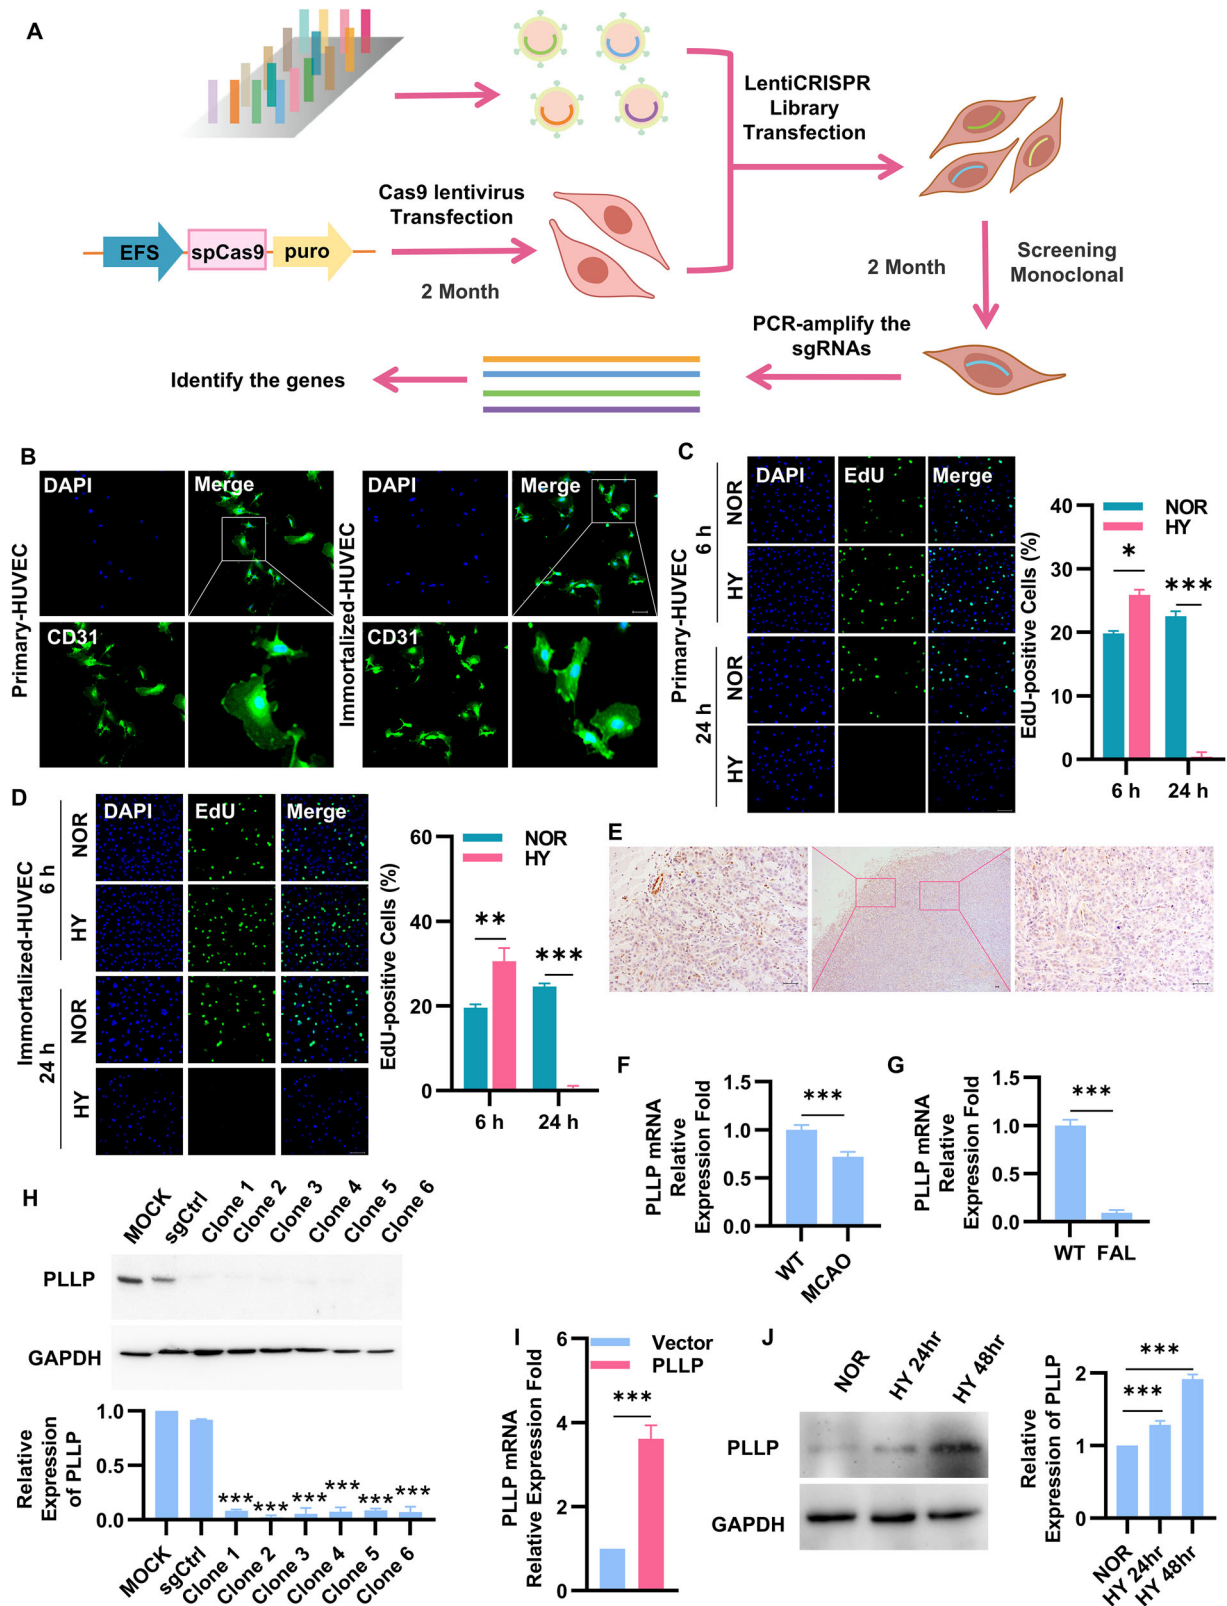 A
LentiCRISPR
Library
Transfection
Cas9 lentivirus
Transfection
EFS
spCas9
puro
2 Month
2 Month
Screening
Monoclonal
PCR-amplify the
sgRNAs
Identify the genes
B
Primary-HUVEC
DAPI
Merge
CD31
Immortalized-HUVEC
DAPI
Merge
CD31
C
DAPI
EdU
Merge
Primary-HUVEC
6 h
NOR
HY
24 h
NOR
HY
EdU-positive Cells (%)
40
30
20
10
0
NOR
HY
*
***
6 h
24 h
D
DAPI
EdU
Merge
Immortalized-HUVEC
6 h
NOR
HY
24 h
NOR
HY
EdU-positive Cells (%)
60
40
20
0
NOR
HY
**
***
6 h
24 h
E
F
PLLP mRNA
Relative
Expression Fold
1.5
1.0
0.5
0.0
***
WT
MCAO
G
PLLP mRNA
Relative
Expression Fold
1.5
1.0
0.5
0.0
***
WT
FAL
H
MOCK
sgCtrl
Clone 1
Clone 2
Clone 3
Clone 4
Clone 5
Clone 6
PLLP
GAPDH
Relative
Expression
of PLLP
1.0
0.5
0.0
***
***
***
***
***
***
MOCK
sgCtrl
Clone 1
Clone 2
Clone 3
Clone 4
Clone 5
Clone 6
I
PLLP mRNA
Relative Expression Fold
6
4
2
0
Vector
PLLP
***
J
NOR
HY 24hr
HY 48hr
PLLP
GAPDH
Relative
Expression of PLLP
2
1
0
***
***
NOR
HY 24hr
HY 48hr